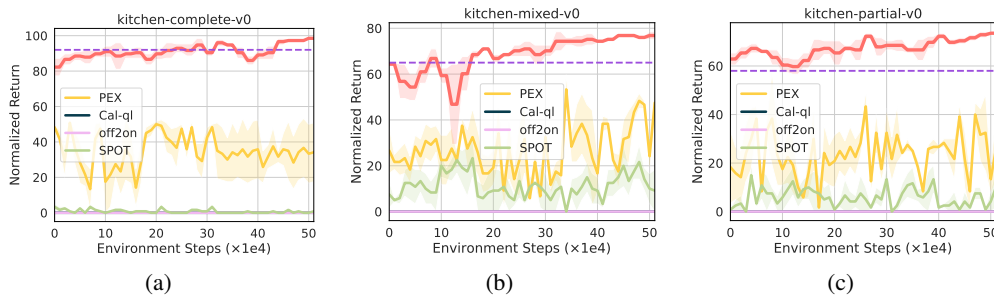 kitchen-complete-v0
Normalized Return
100
80
60
40
20
0
PEX
Cal-ql
off2on
SPOT
0 10 20 30 40 50
Environment Steps (×1e4)
(a)
kitchen-mixed-v0
Normalized Return
80
60
40
20
0
PEX
Cal-ql
off2on
SPOT
0 10 20 30 40 50
Environment Steps (×1e4)
(b)
kitchen-partial-v0
Normalized Return
60
40
20
0
PEX
Cal-ql
off2on
SPOT
0 10 20 30 40 50
Environment Steps (×1e4)
(c)